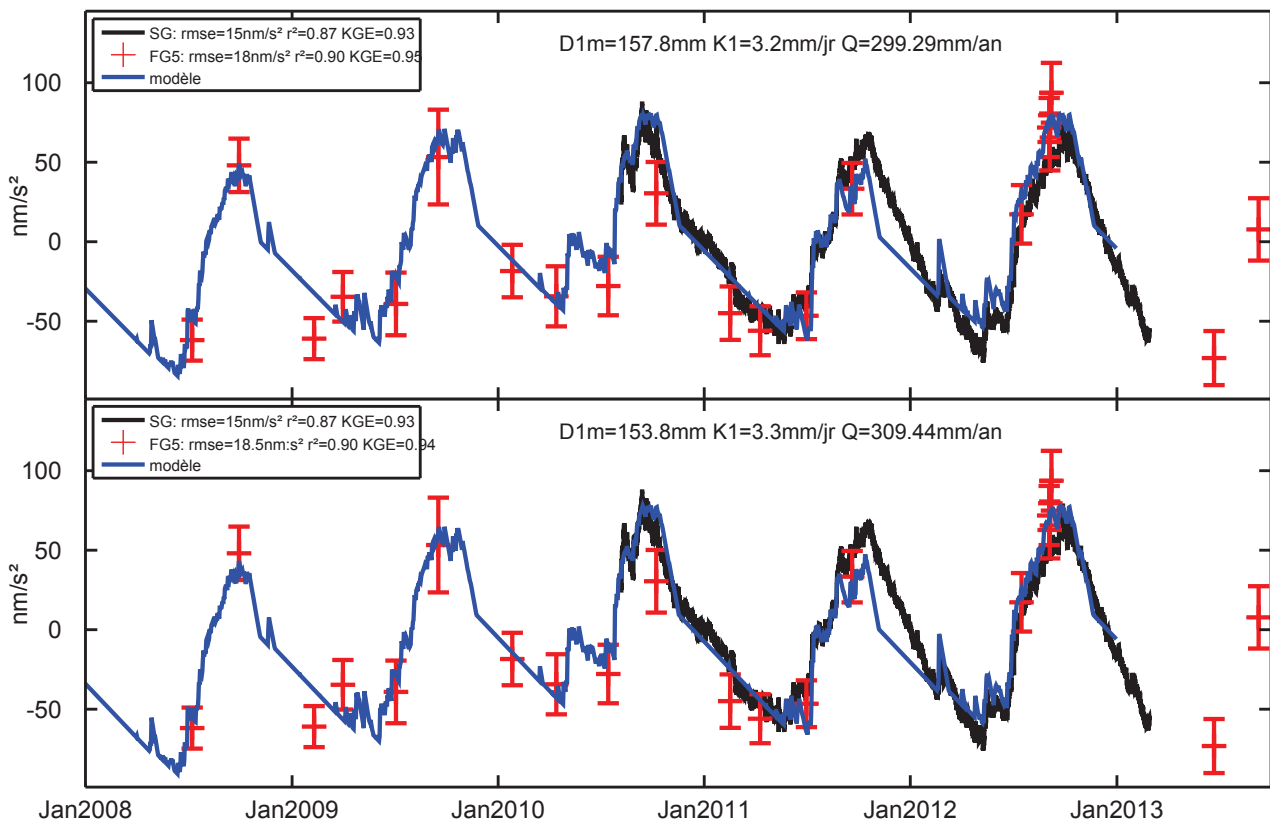 SG: rmse=15nm/s² r²=0.87 KGE=0.93
FG5: rmse=18nm/s² r²=0.90 KGE=0.95
modèle
D1m=157.8mm K1=3.2mm/jr Q=299.29mm/an
100
50
0
-50
nm/s²
SG: rmse=15nm/s² r²=0.87 KGE=0.93
FG5: rmse=18.5nm:s² r²=0.90 KGE=0.94
modèle
D1m=153.8mm K1=3.3mm/jr Q=309.44mm/an
100
50
0
-50
nm/s²
Jan2008 Jan2009 Jan2010 Jan2011 Jan2012 Jan2013